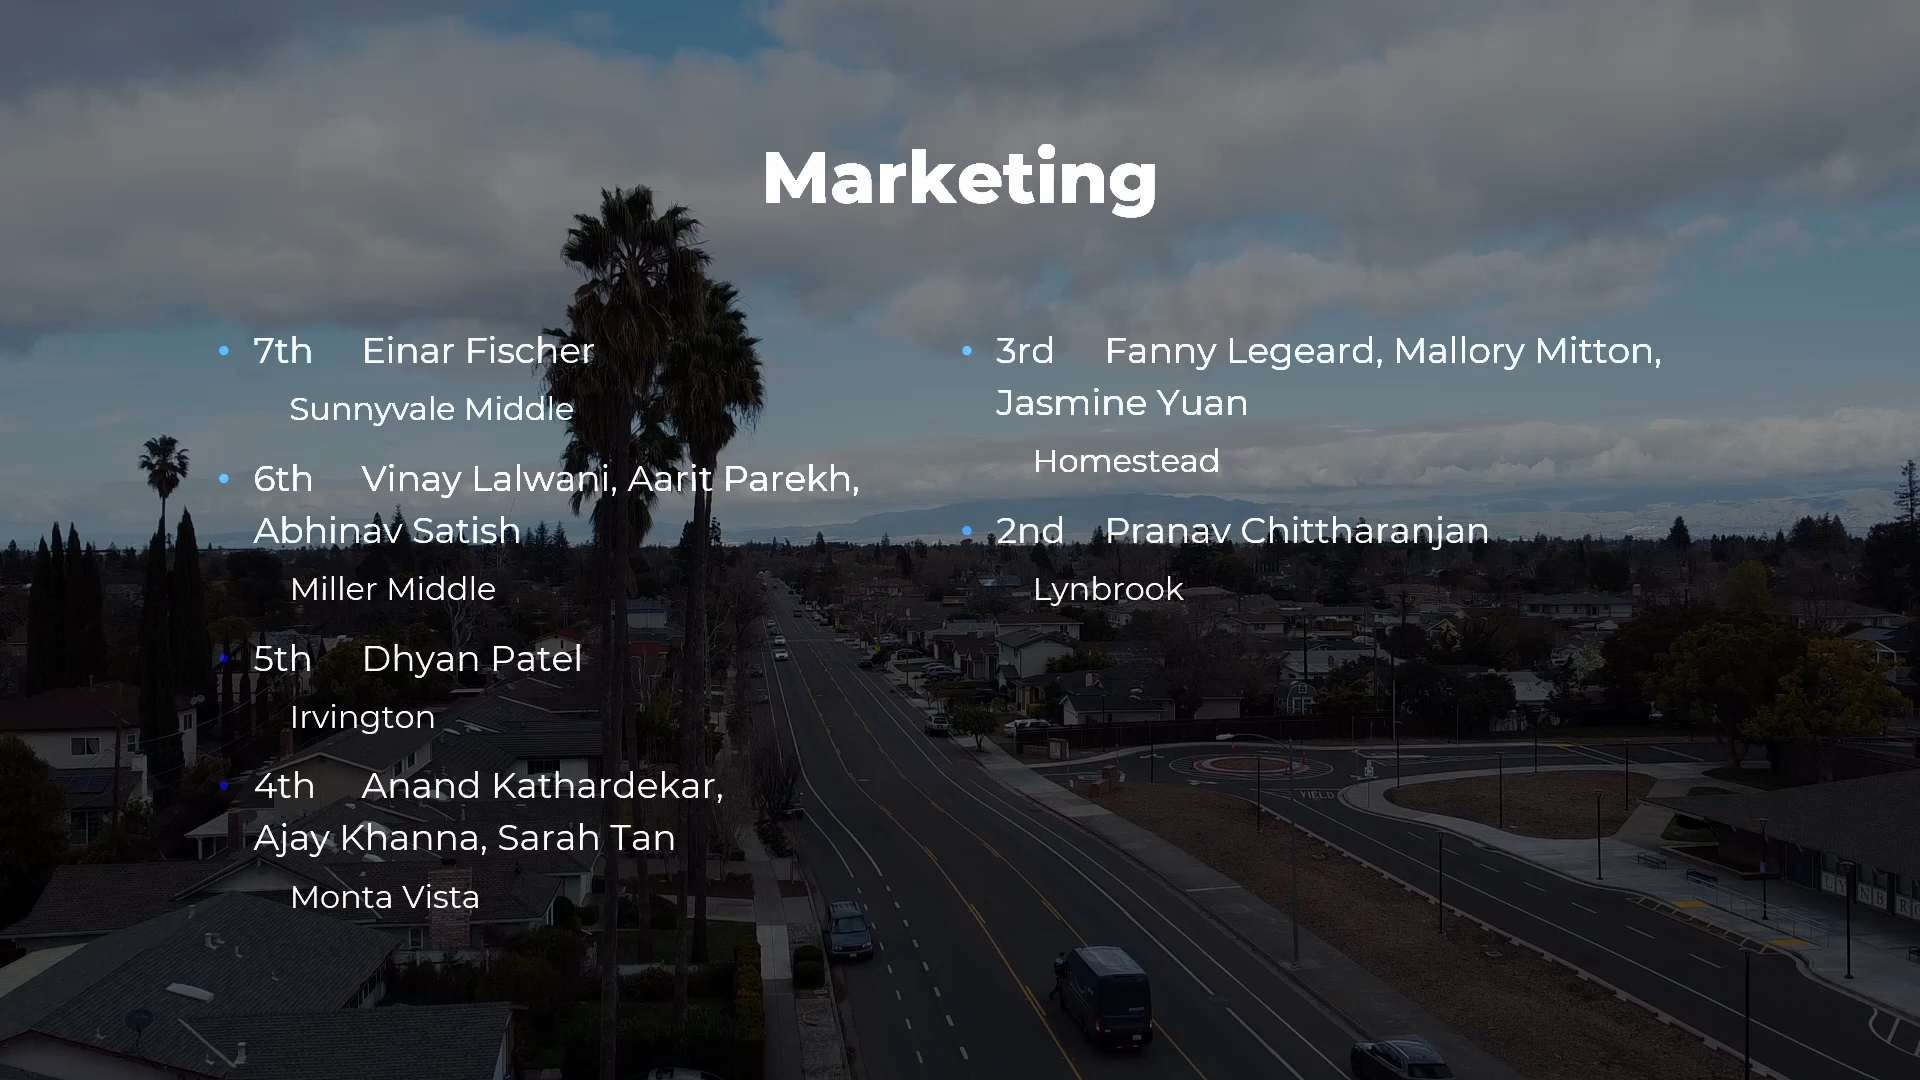 Marketing
7th Einar Fischer
Sunnyvale Middle
6th Vinay Lalwani, Aarit Parekh,
Abhinav Satish
Miller Middle
5th Dhyan Patel
Irvington
4th Anand Kathardekar,
Ajay Khanna, Sarah Tan
Monta Vista
3rd Fanny Legeard, Mallory Mitton,
Jasmine Yuan
Homestead
2nd Pranav Chittharanjan
Lynbrook
YIELD